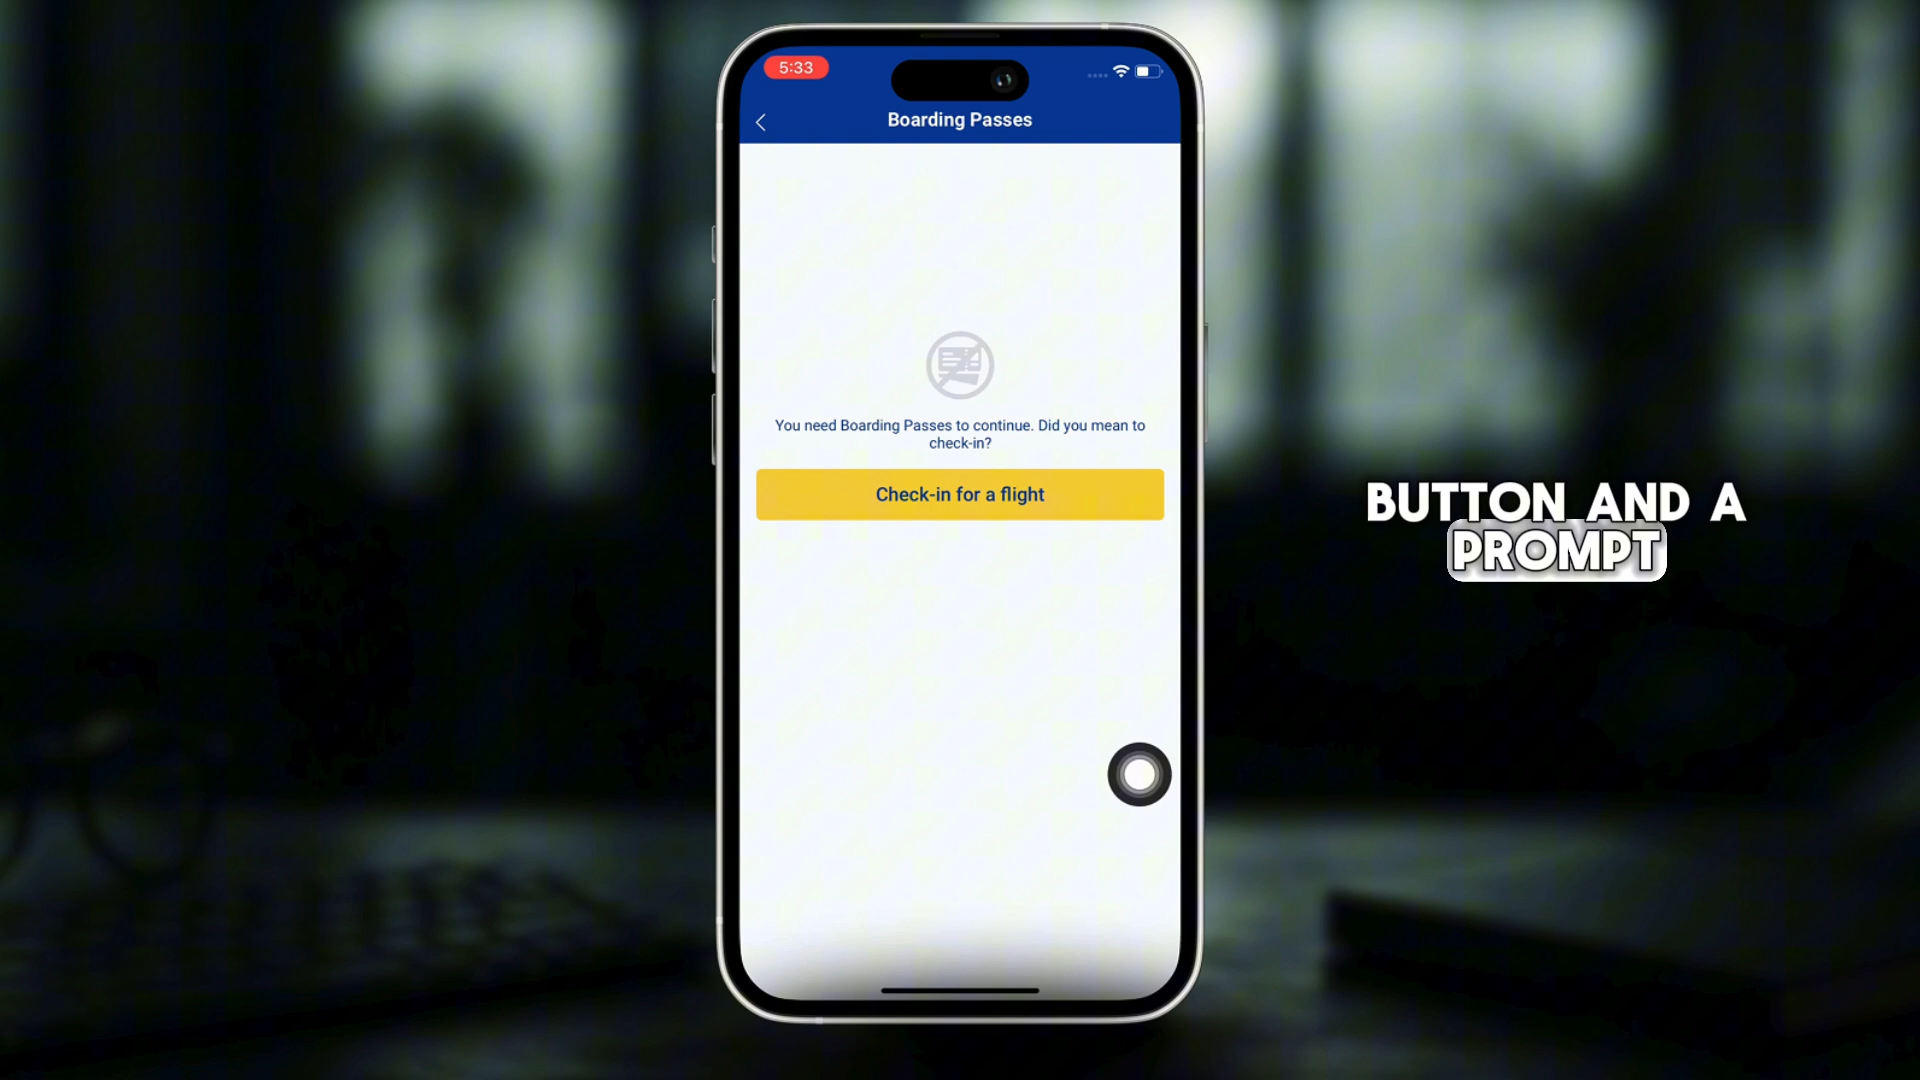 5:33
Boarding Passes
You need Boarding Passes to continue. Did you mean to
check-in?
Check-in for a flight
BUTTON AND A
PROMPT